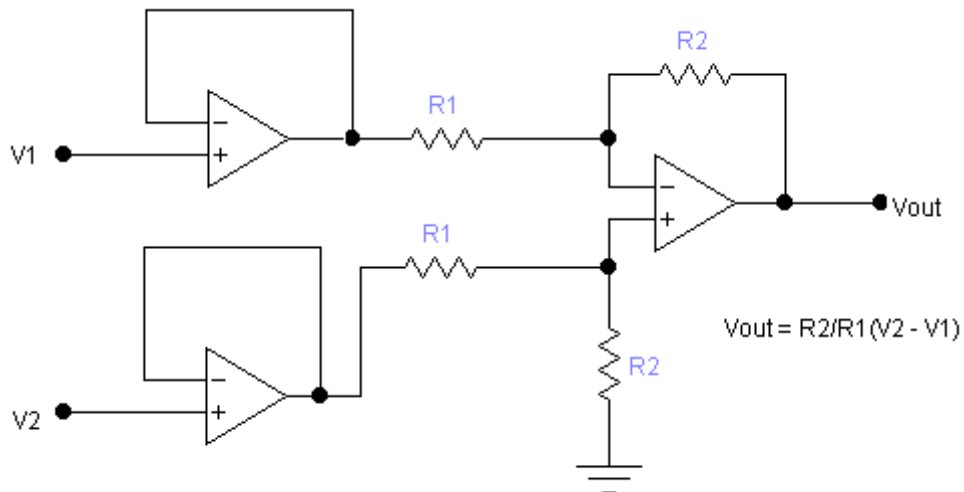 R2
R1
V1
−
+
−
+
Vout
R1
Vout = R2/R1(V2 - V1)
R2
−
+
V2